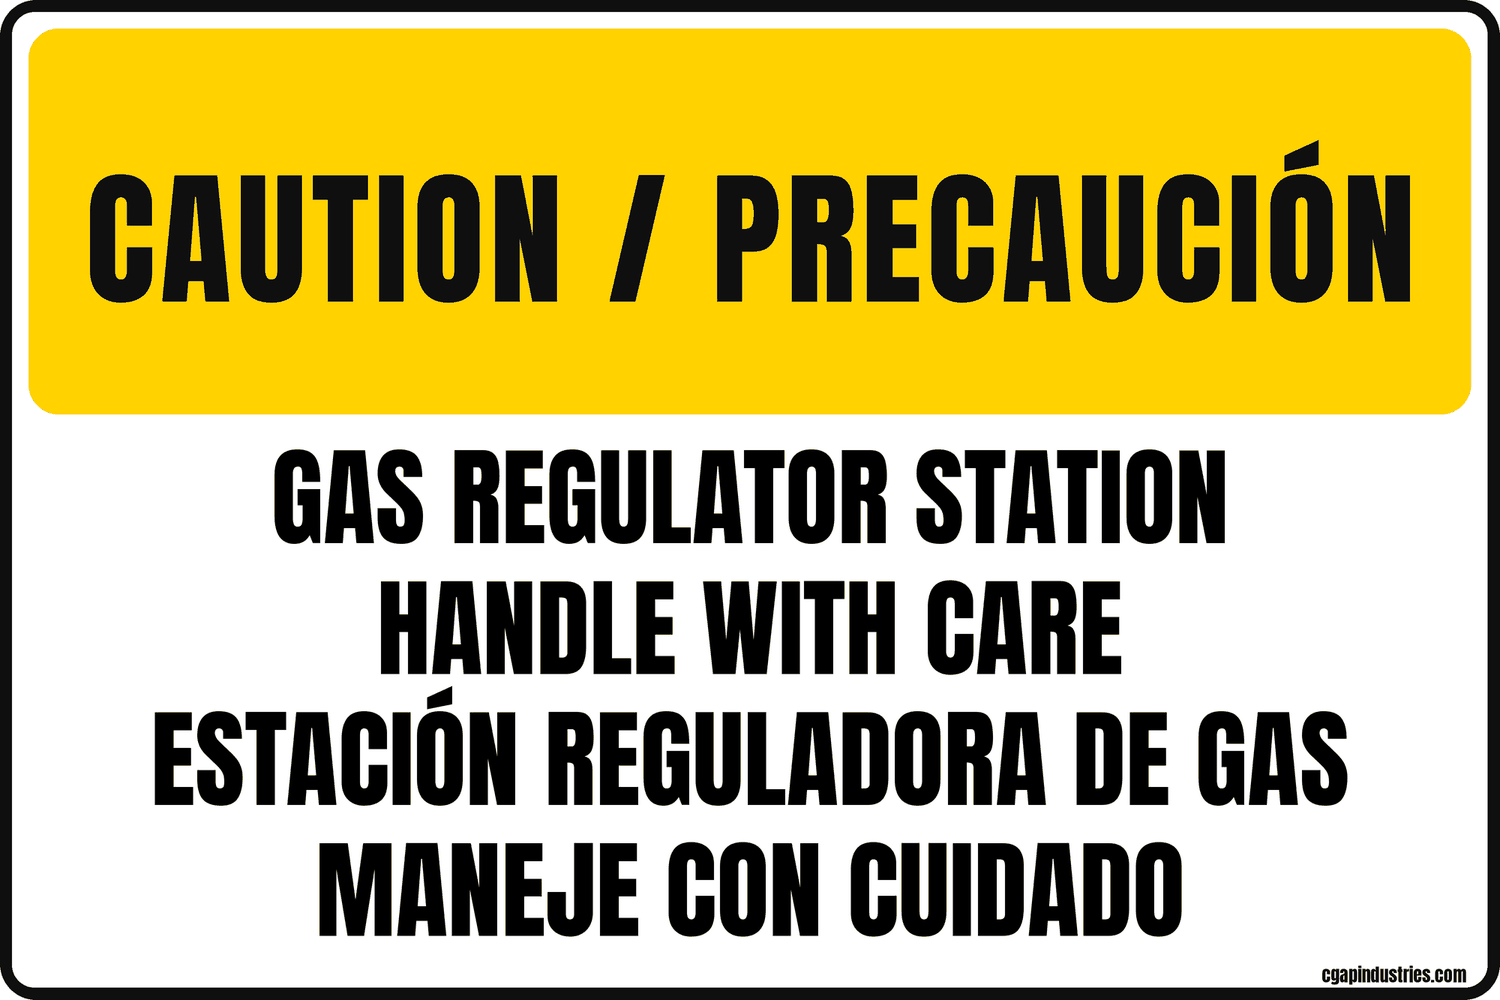 CAUTION / PRECAUCIÓN
GAS REGULATOR STATION
HANDLE WITH CARE
ESTACIÓN REGULADORA DE GAS
MANEJE CON CUIDADO
cgapindustries.com